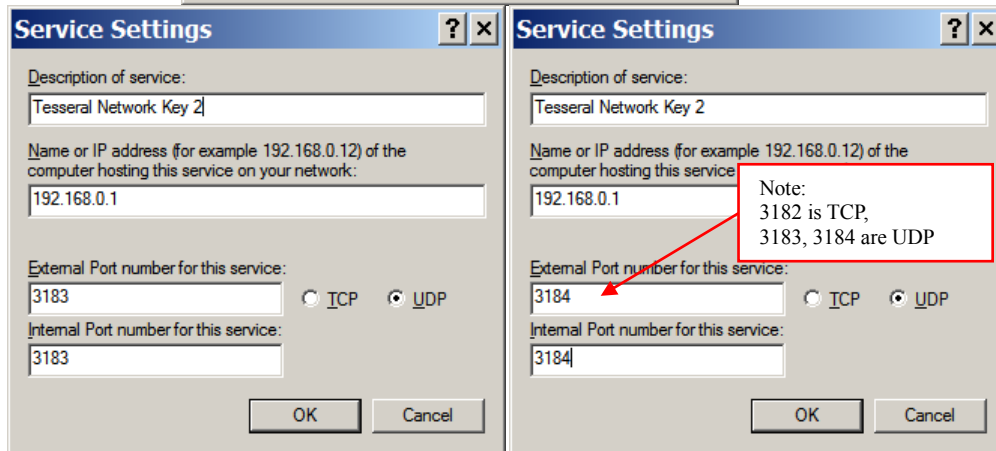 Service Settings
Description of service:
Tesseral Network Key 2
Name or IP address (for example 192.168.0.12) of the
computer hosting this service on your network:
192.168.0.1
External Port number for this service:
3183
TCP
UDP
Internal Port number for this service:
3183
OK
Cancel
Service Settings
Description of service:
Tesseral Network Key 2
Name or IP address (for example 192.168.0.12) of the
computer hosting this service
192.168.0.1
Note:
3182 is TCP,
3183, 3184 are UDP
External Port number for this service:
3184
TCP
UDP
Internal Port number for this service:
3184
OK
Cancel